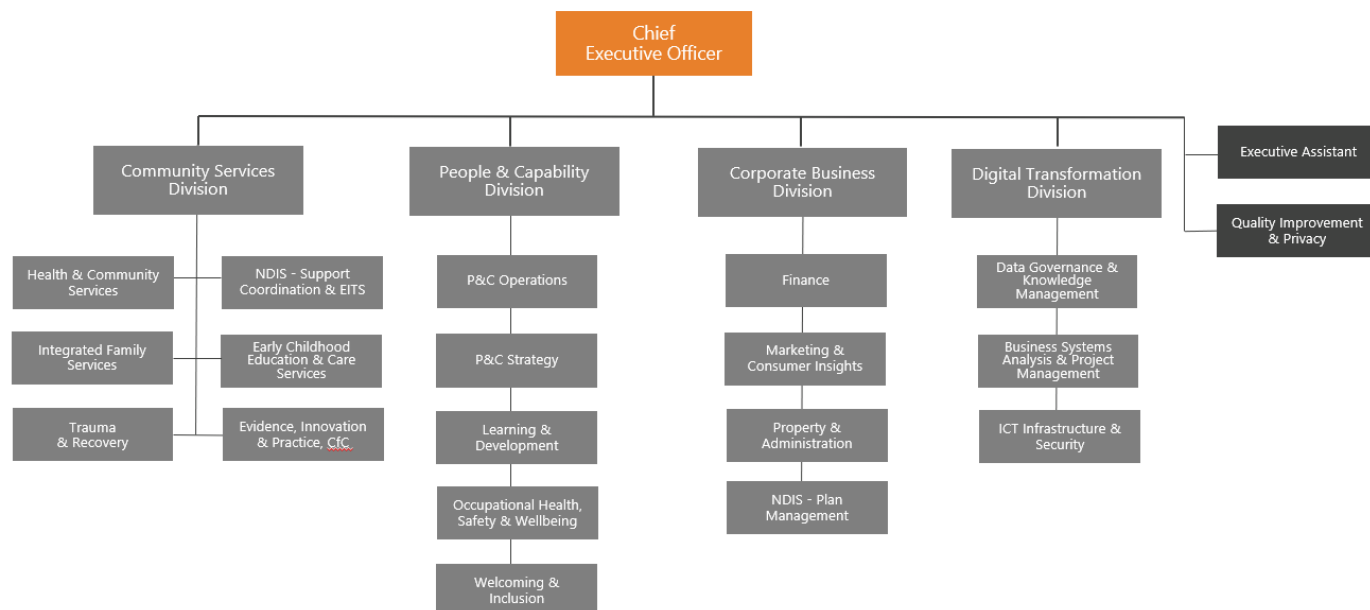 Chief
Executive Officer
Community Services
Division
People & Capability
Division
Corporate Business
Division
Digital Transformation
Division
Executive Assistant
Quality Improvement
& Privacy
Health & Community
Services
NDIS - Support
Coordination & EITS
Integrated Family
Services
Early Childhood
Education & Care
Services
Trauma
& Recovery
Evidence, Innovation
& Practice, CfC
P&C Operations
P&C Strategy
Learning &
Development
Occupational Health,
Safety & Wellbeing
Welcoming &
Inclusion
Finance
Marketing &
Consumer Insights
Property &
Administration
NDIS - Plan
Management
Data Governance &
Knowledge
Management
Business Systems
Analysis & Project
Management
ICT Infrastructure &
Security